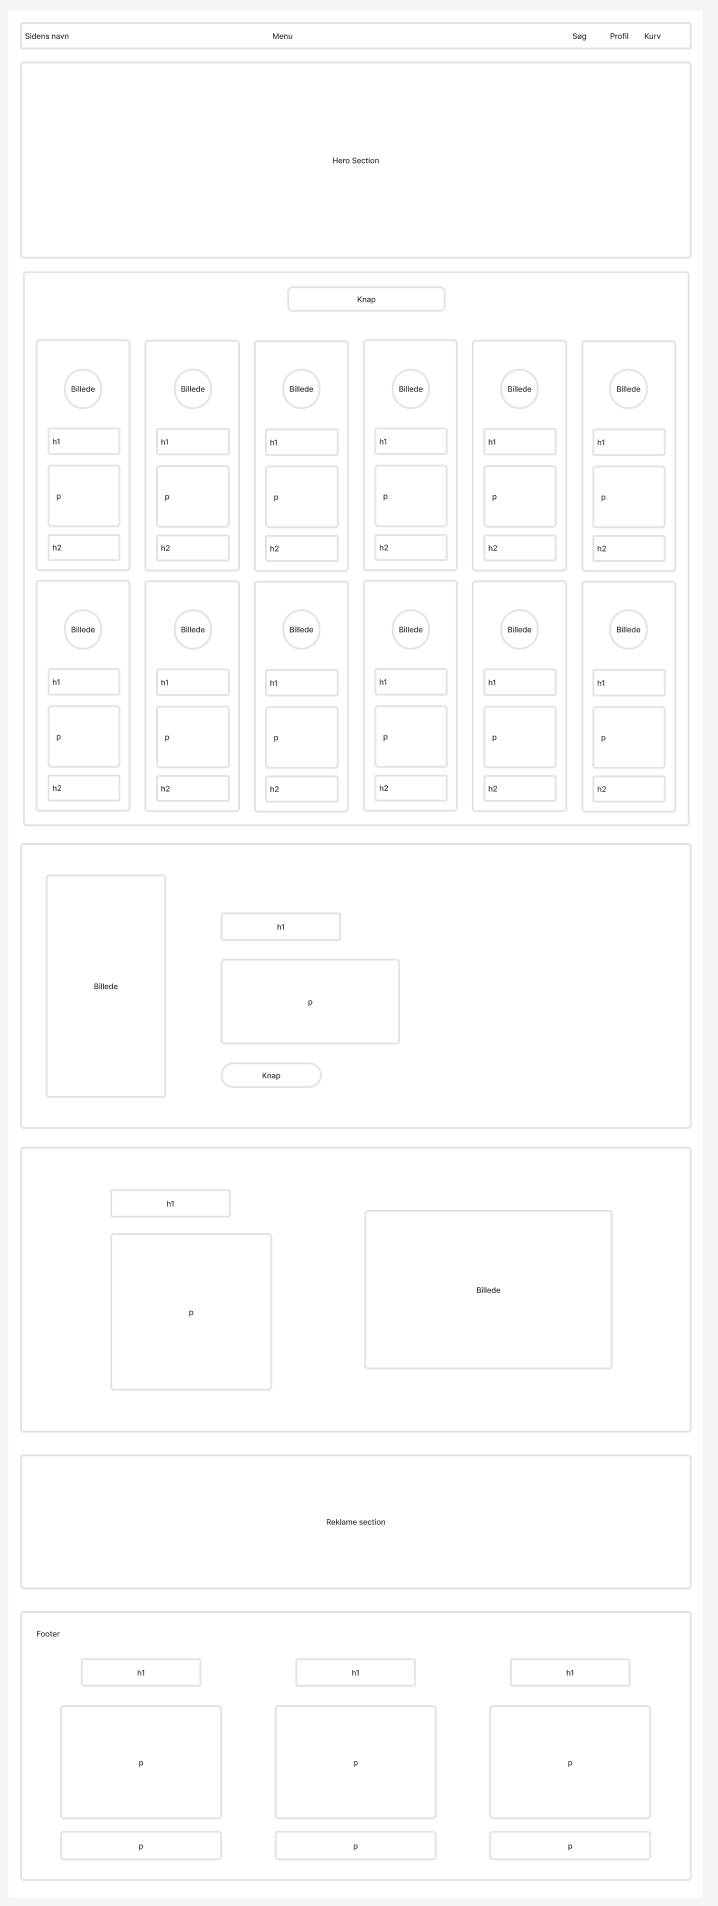 Sidens navn Menu Søg Profil Kurv
Hero Section
Knap
Billede Billede Billede Billede Billede Billede
h1 h1 h1 h1 h1 h1
p p p p p p
h2 h2 h2 h2 h2 h2
Billede Billede Billede Billede Billede Billede
h1 h1 h1 h1 h1 h1
p p p p p p
h2 h2 h2 h2 h2 h2
Billede
h1
p
Knap
h1
p
Billede
Reklame section
Footer
h1 h1 h1
p p p
p p p